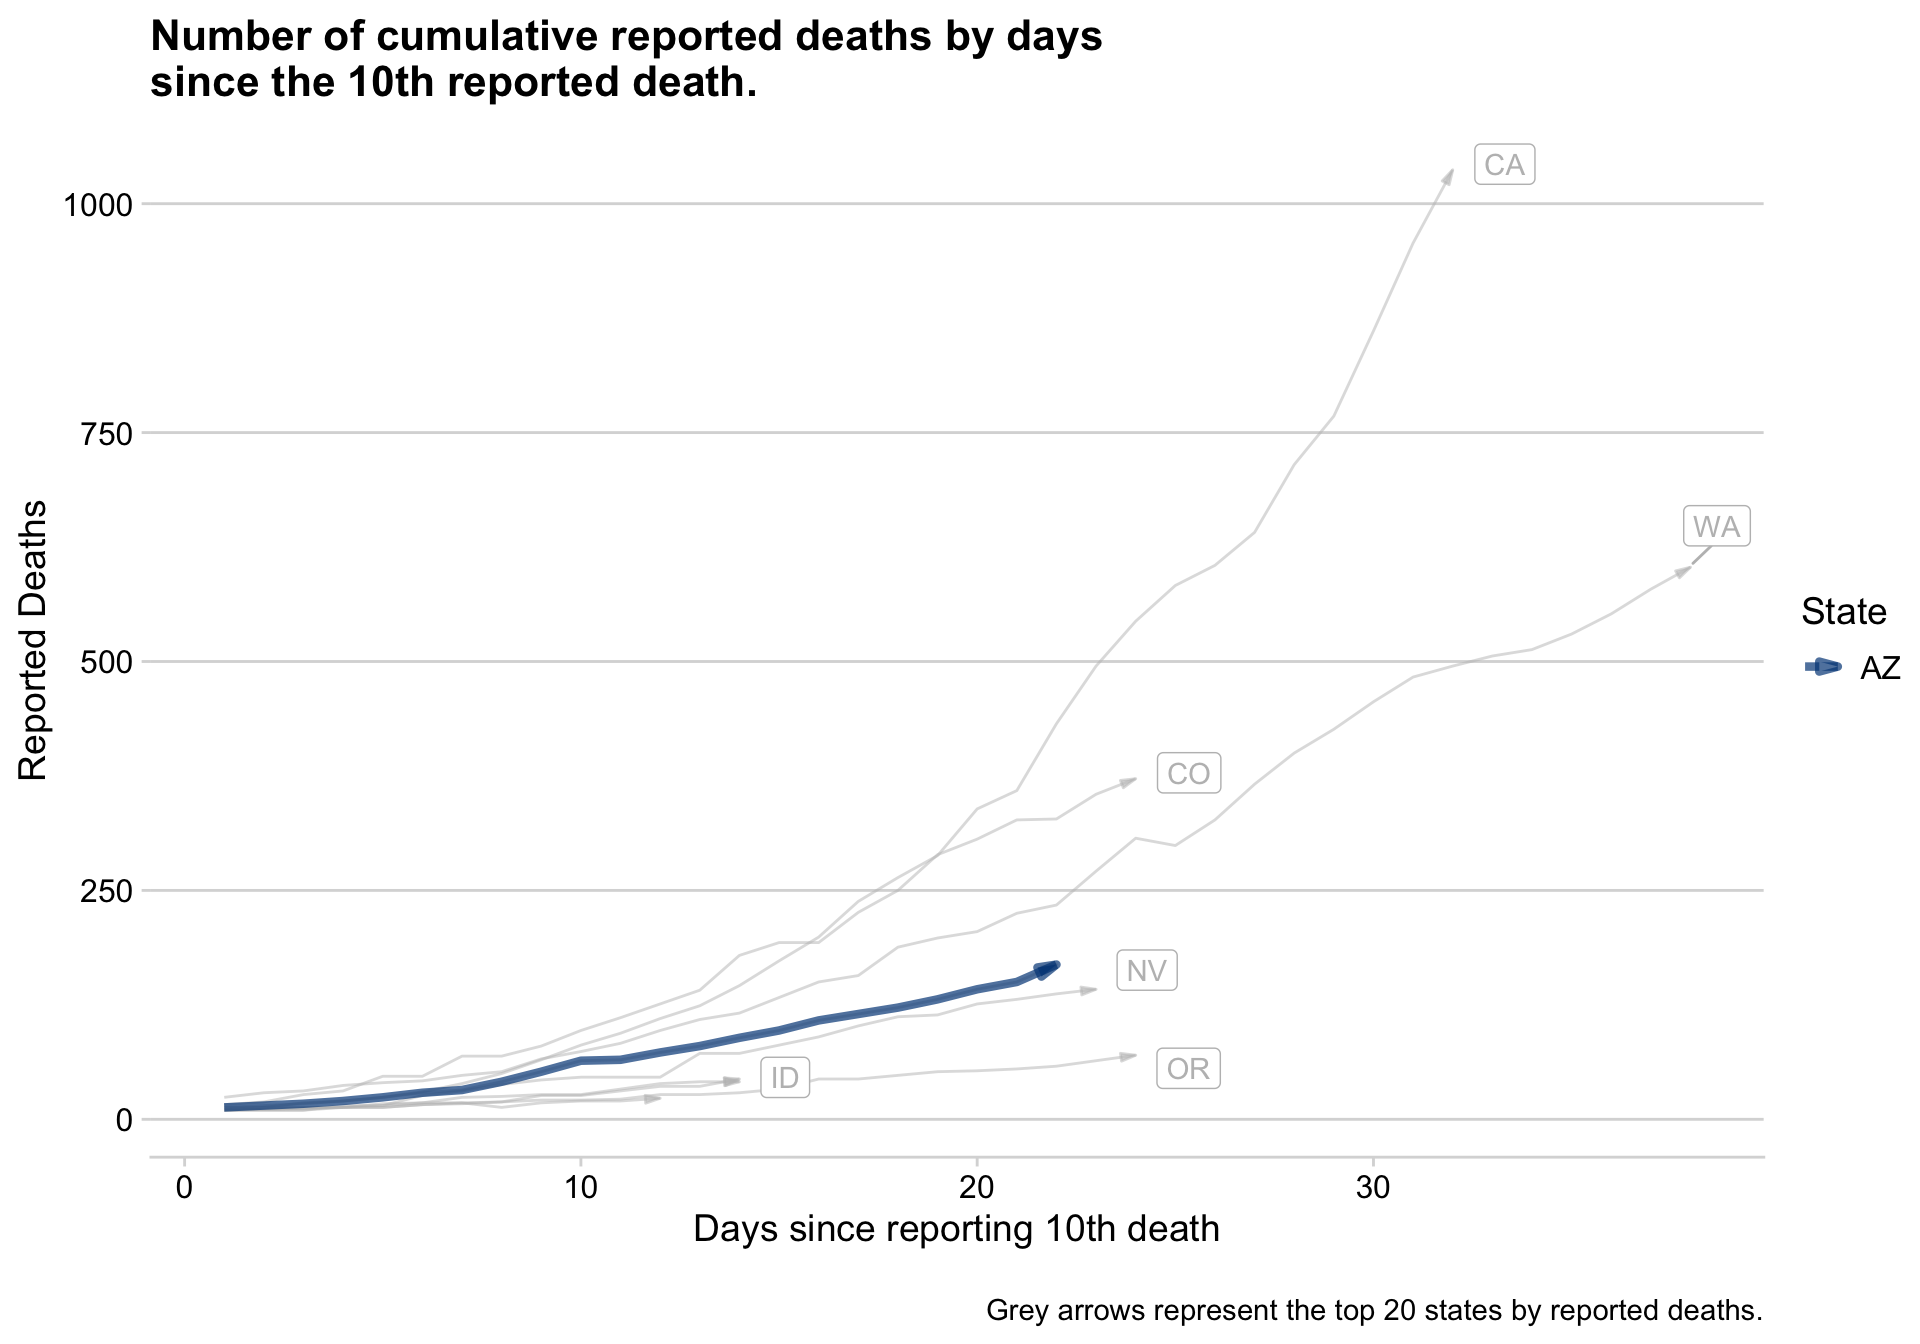 Number of cumulative reported deaths by days
since the 10th reported death.
CA
1000
750
WA
State
AZ
500
Reported Deaths
CO
250
NV
OR
ID
0
0 10 20 30
Days since reporting 10th death
Grey arrows represent the top 20 states by reported deaths.